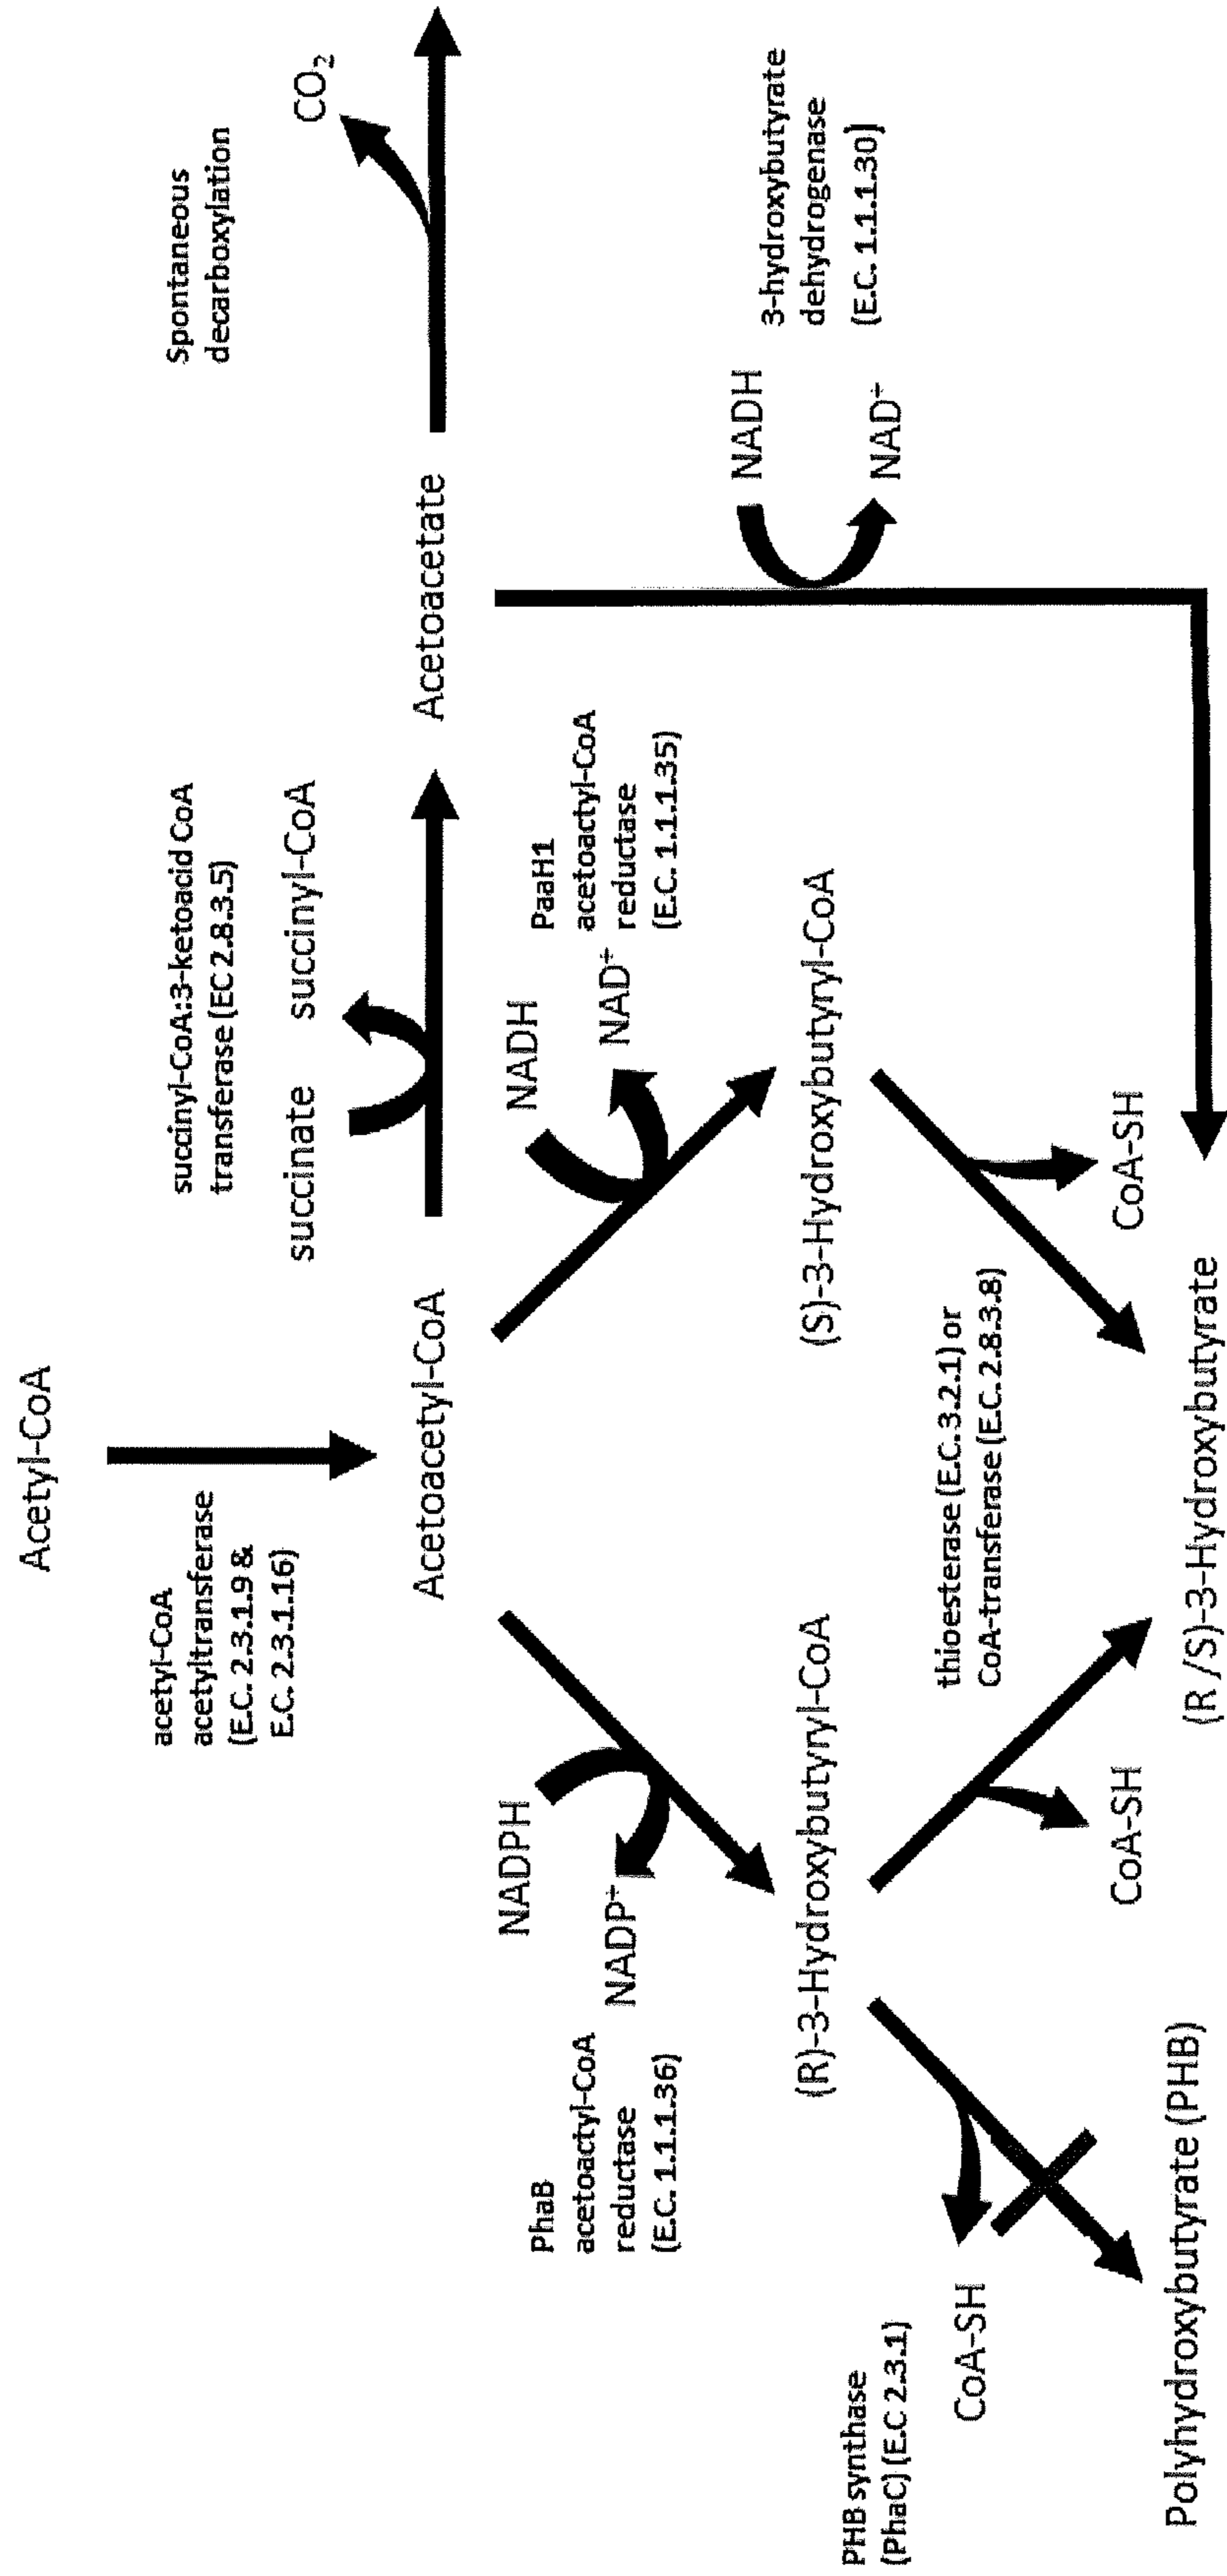 Acetyl-CoA
acetyl-CoA
acetyltransferase
(E.C. 2.3.1.9 &
E.C. 2.3.1.16)
succinyl-CoA:3-ketoacid CoA
transferase (EC 2.8.3.5)
succinate
succinyl-CoA
Spontaneous
decarboxylation
CO₂
Acetoacetyl-CoA
Acetoacetate
NADPH
NADP⁺
PhaB
acetoactyl-CoA
reductase
(E.C. 1.1.1.36)
NADH
NAD⁺
PaaH1
acetoactyl-CoA
reductase
(E.C. 1.1.1.35)
NADH
NAD⁺
3-hydroxybutyrate
dehydrogenase
(E.C. 1.1.1.30)
(R)-3-Hydroxybutyryl-CoA
(S)-3-Hydroxybutyryl-CoA
PHB synthase
(PhaC) (E.C 2.3.1)
CoA-SH
thioesterase (E.C. 3.2.1) or
CoA-transferase (E.C. 2.8.3.8)
CoA-SH
CoA-SH
Polyhydroxybutyrate (PHB)
(R /S)-3-Hydroxybutyrate